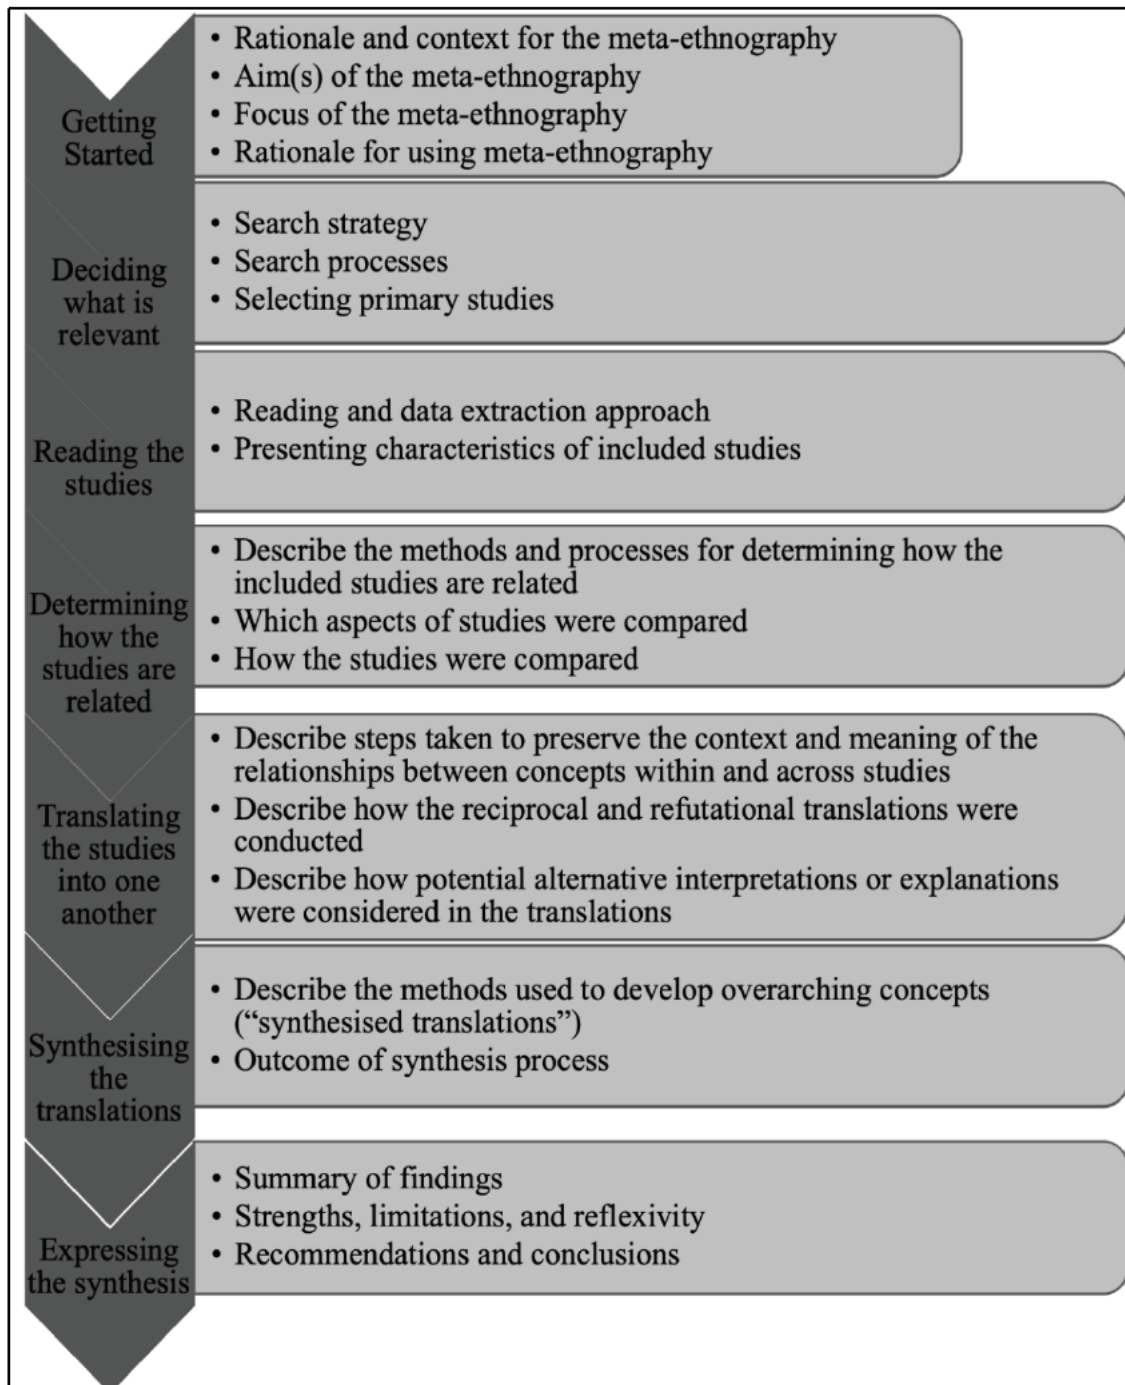 Getting
Started
• Rationale and context for the meta-ethnography
• Aim(s) of the meta-ethnography
• Focus of the meta-ethnography
• Rationale for using meta-ethnography
Deciding
what is
relevant
• Search strategy
• Search processes
• Selecting primary studies
Reading the
studies
• Reading and data extraction approach
• Presenting characteristics of included studies
Determining
how the
studies are
related
• Describe the methods and processes for determining how the
included studies are related
• Which aspects of studies were compared
• How the studies were compared
Translating
the studies
into one
another
• Describe steps taken to preserve the context and meaning of the
relationships between concepts within and across studies
• Describe how the reciprocal and refutational translations were
conducted
• Describe how potential alternative interpretations or explanations
were considered in the translations
Synthesising
the
translations
• Describe the methods used to develop overarching concepts
(“synthesised translations”)
• Outcome of synthesis process
Expressing
the synthesis
• Summary of findings
• Strengths, limitations, and reflexivity
• Recommendations and conclusions